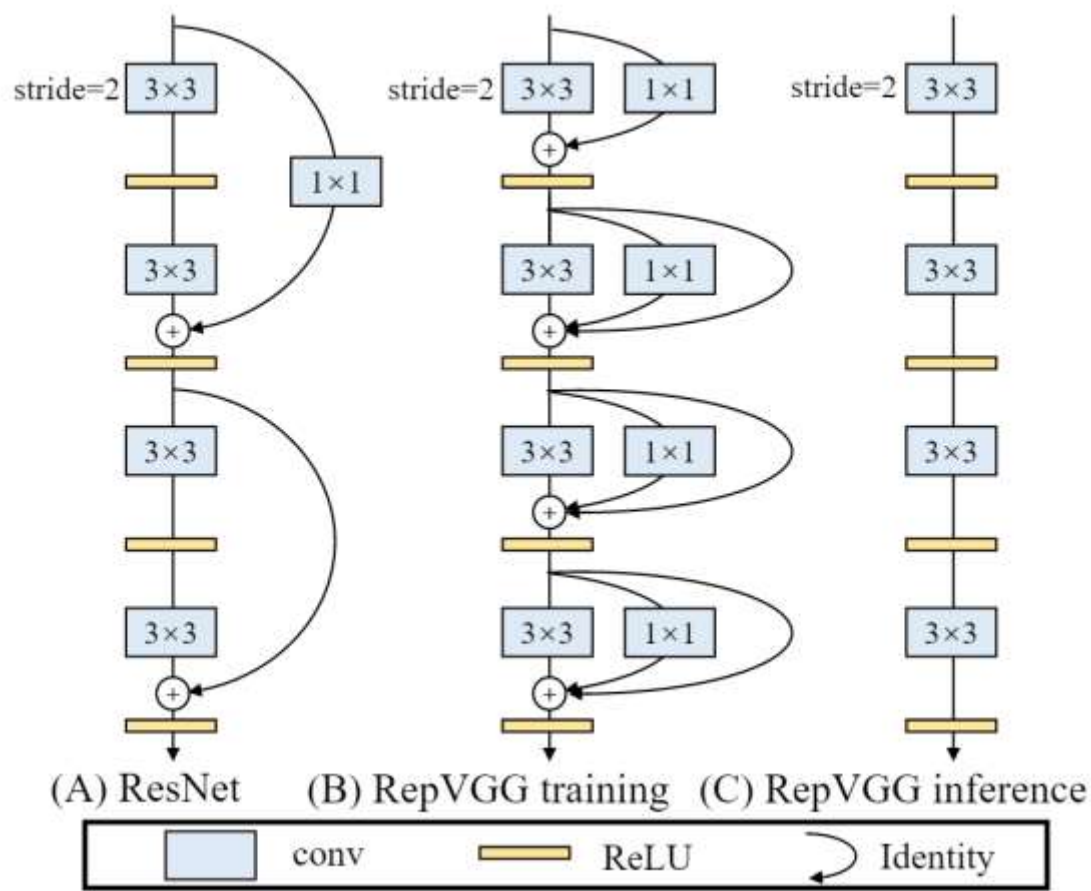 stride=2 3×3
1×1
3×3
+
3×3
3×3
+
(A) ResNet
stride=2 3×3 1×1
+
3×3 1×1
+
3×3 1×1
+
3×3 1×1
+
(B) RepVGG training
stride=2 3×3
3×3
3×3
3×3
(C) RepVGG inference
conv ReLU Identity